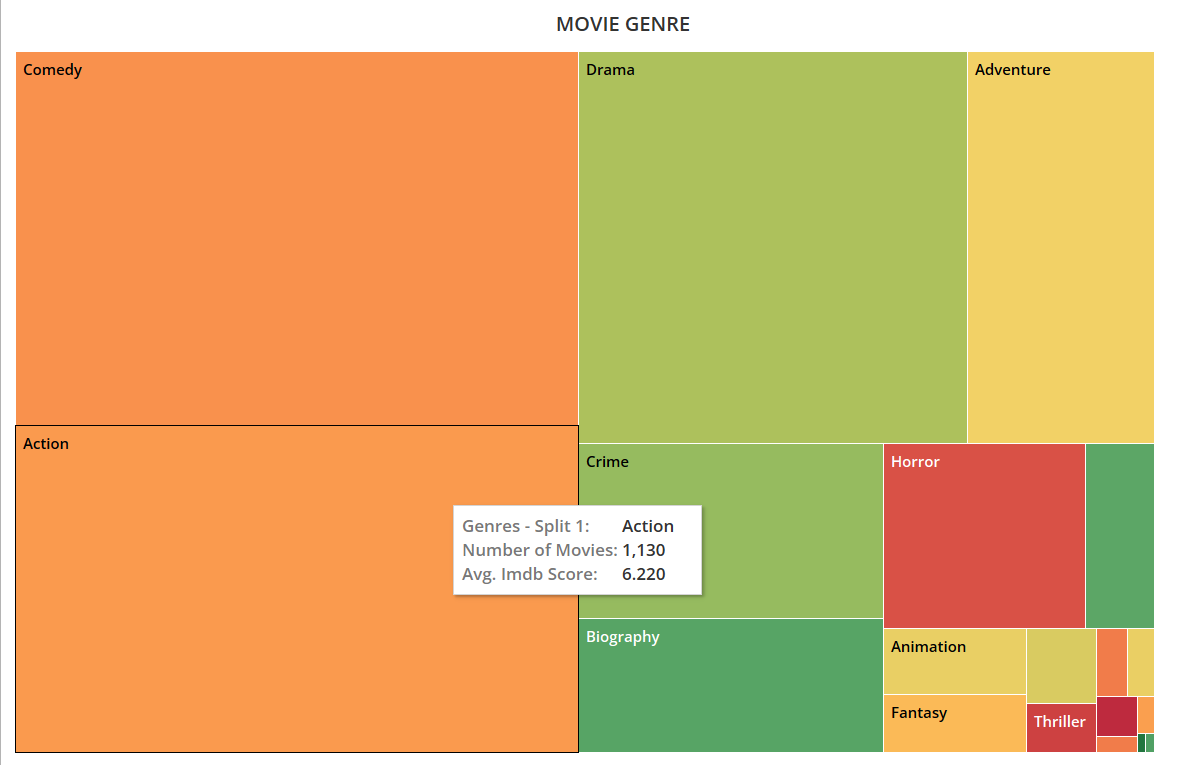 MOVIE GENRE
Comedy
Drama
Adventure
Action
Crime
Horror
Genres - Split 1: Action
Number of Movies: 1,130
Avg. Imdb Score: 6.220
Biography
Animation
Fantasy
Thriller